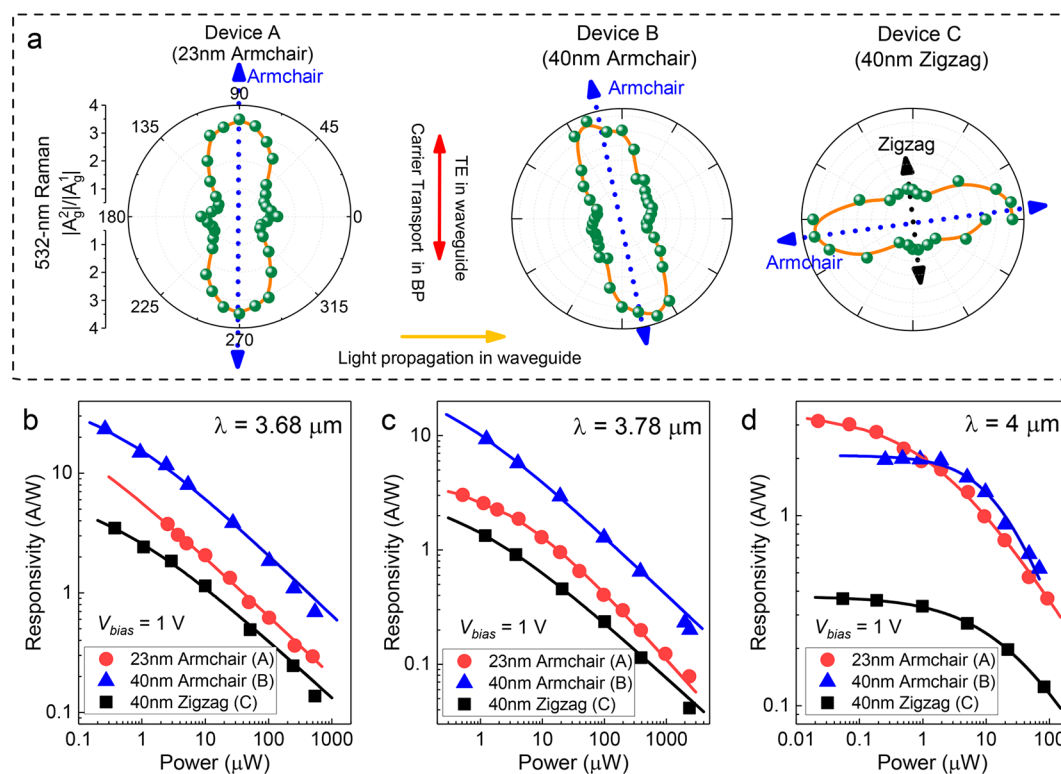 a
Device A
(23nm Armchair)
Armchair
Device B
(40nm Armchair)
Armchair
Device C
(40nm Zigzag)
Armchair
Zigzag
Armchair
532-nm Raman
|A_g^2|/|A_g^1|
4
3
2
1
0
1
2
3
4
90
135
45
180
0
225
315
270
Carrier Transport in BP
TE in waveguide
Light propagation in waveguide
b
λ = 3.68 μm
Responsivity (A/W)
10
1
0.1
V_bias = 1 V
23nm Armchair (A)
40nm Armchair (B)
40nm Zigzag (C)
0.1 1 10 100 1000
Power (μW)
c
λ = 3.78 μm
Responsivity (A/W)
10
1
0.1
V_bias = 1 V
23nm Armchair (A)
40nm Armchair (B)
40nm Zigzag (C)
1 10 100 1000
Power (μW)
d
λ = 4 μm
Responsivity (A/W)
1
0.1
V_bias = 1 V
23nm Armchair (A)
40nm Armchair (B)
40nm Zigzag (C)
0.01 0.1 1 10 100
Power (μW)